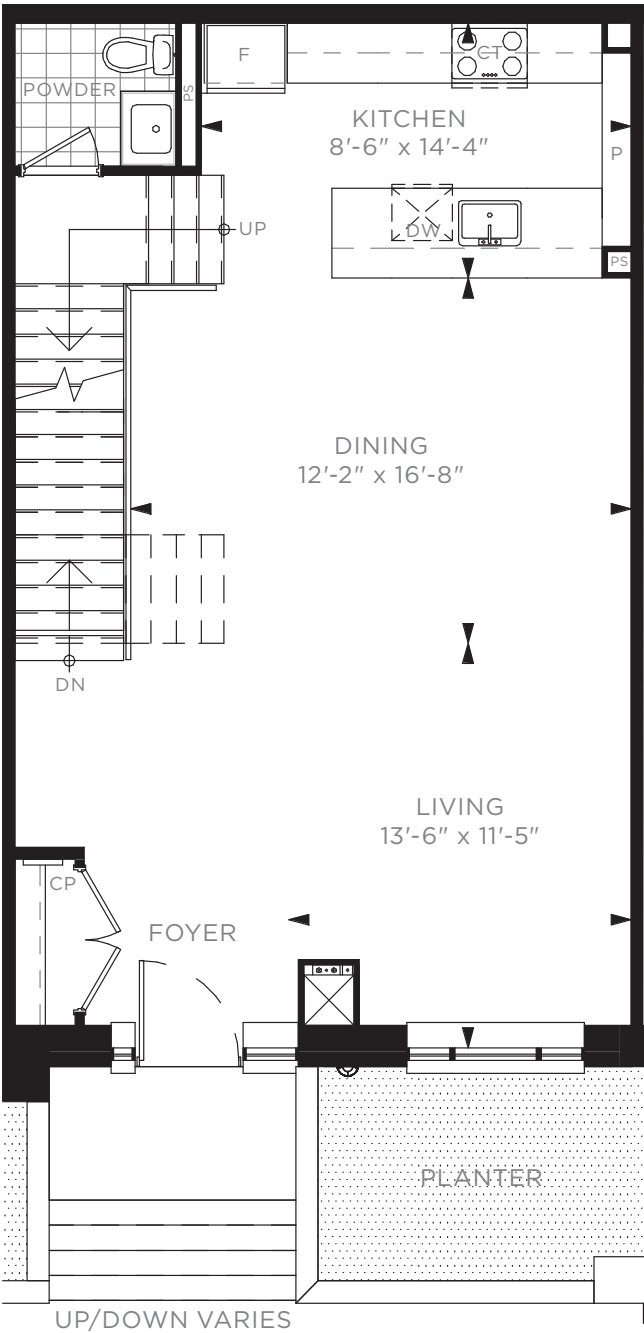 F
CT
POWDER
PS
KITCHEN
8'-6" x 14'-4"
P
UP
DW
PS
DINING
12'-2" x 16'-8"
DN
LIVING
13'-6" x 11'-5"
CP
FOYER
PLANTER
UP/DOWN VARIES